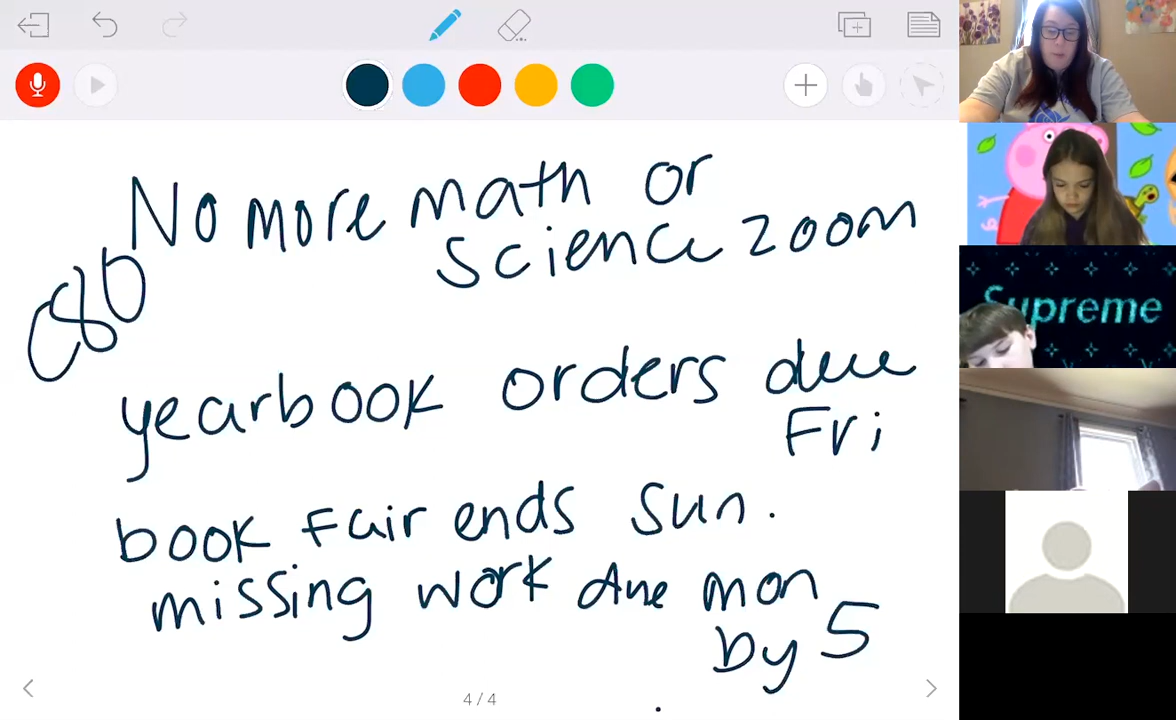 No more math or
science zoom
yearbook orders due
Fri
book Fair ends Sun.
missing work due mon
by 5
4 / 4
Supreme